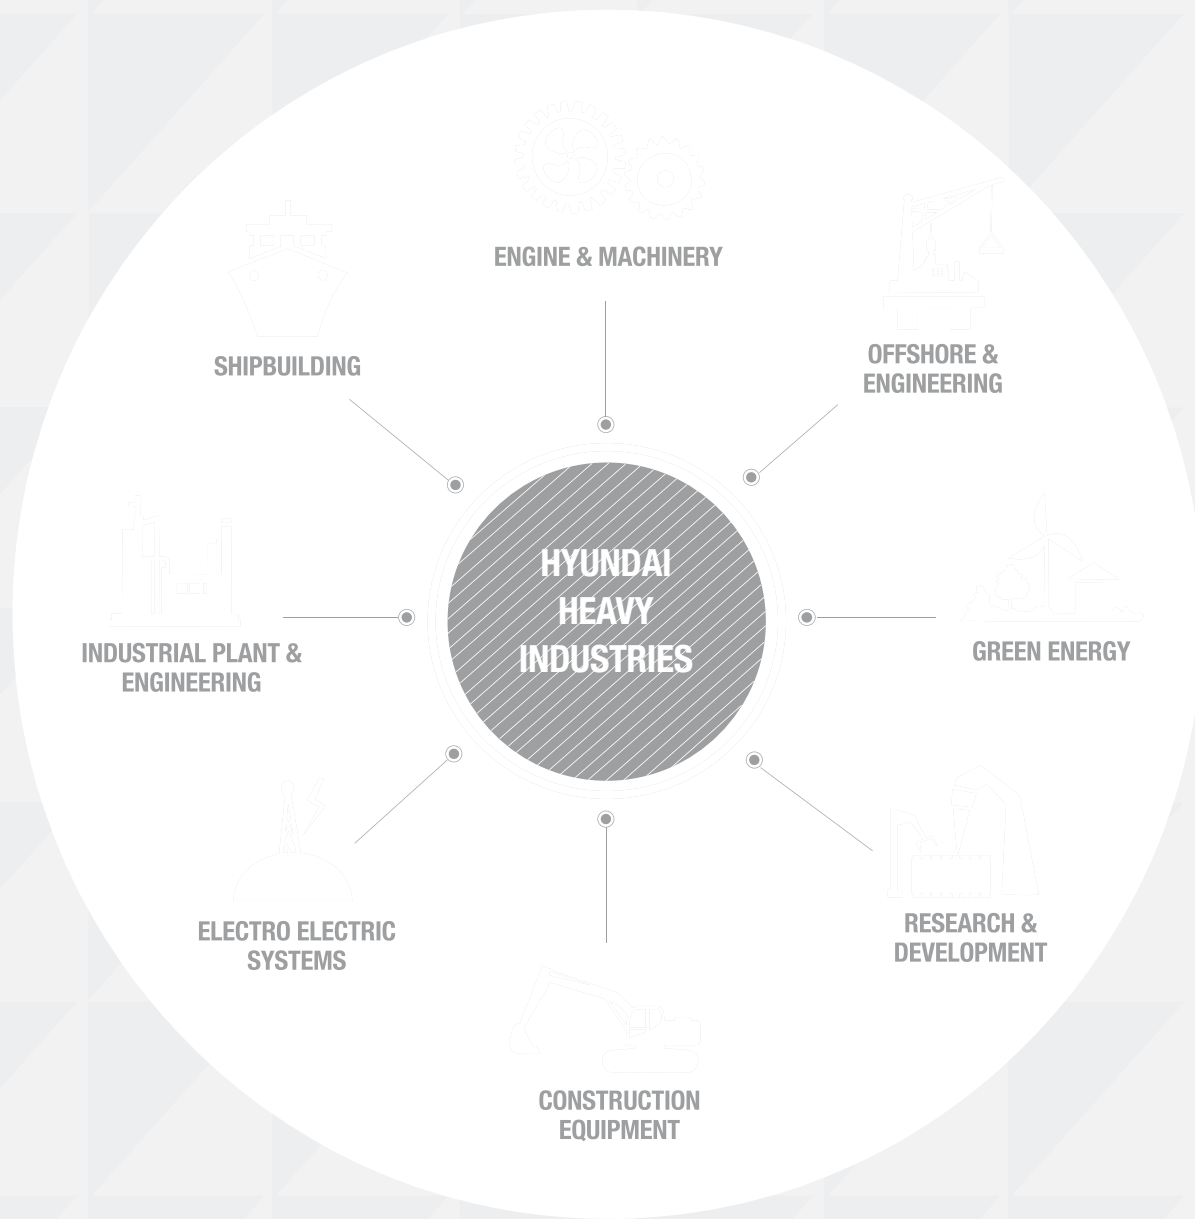 ENGINE & MACHINERY
OFFSHORE &
ENGINEERING
SHIPBUILDING
HYUNDAI
HEAVY
INDUSTRIES
INDUSTRIAL PLANT &
ENGINEERING
GREEN ENERGY
ELECTRO ELECTRIC
SYSTEMS
RESEARCH &
DEVELOPMENT
CONSTRUCTION
EQUIPMENT